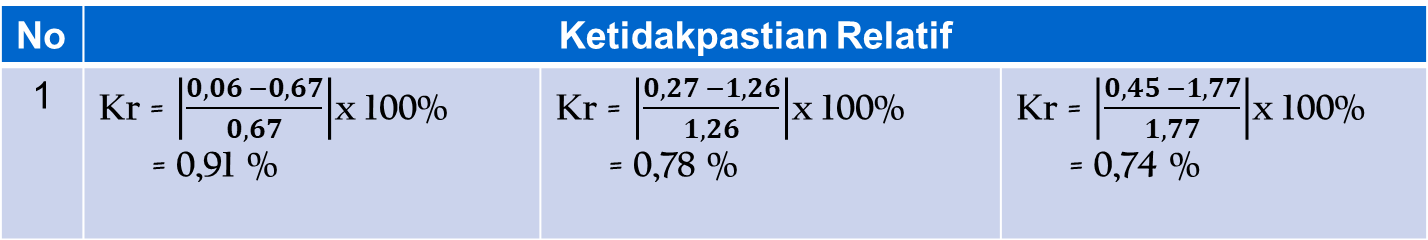 No Ketidakpastian Relatif
1
Kr = |0,06 −0,67 / 0,67| x 100%
= 0,91 %
Kr = |0,27 −1,26 / 1,26| x 100%
= 0,78 %
Kr = |0,45 −1,77 / 1,77| x 100%
= 0,74 %